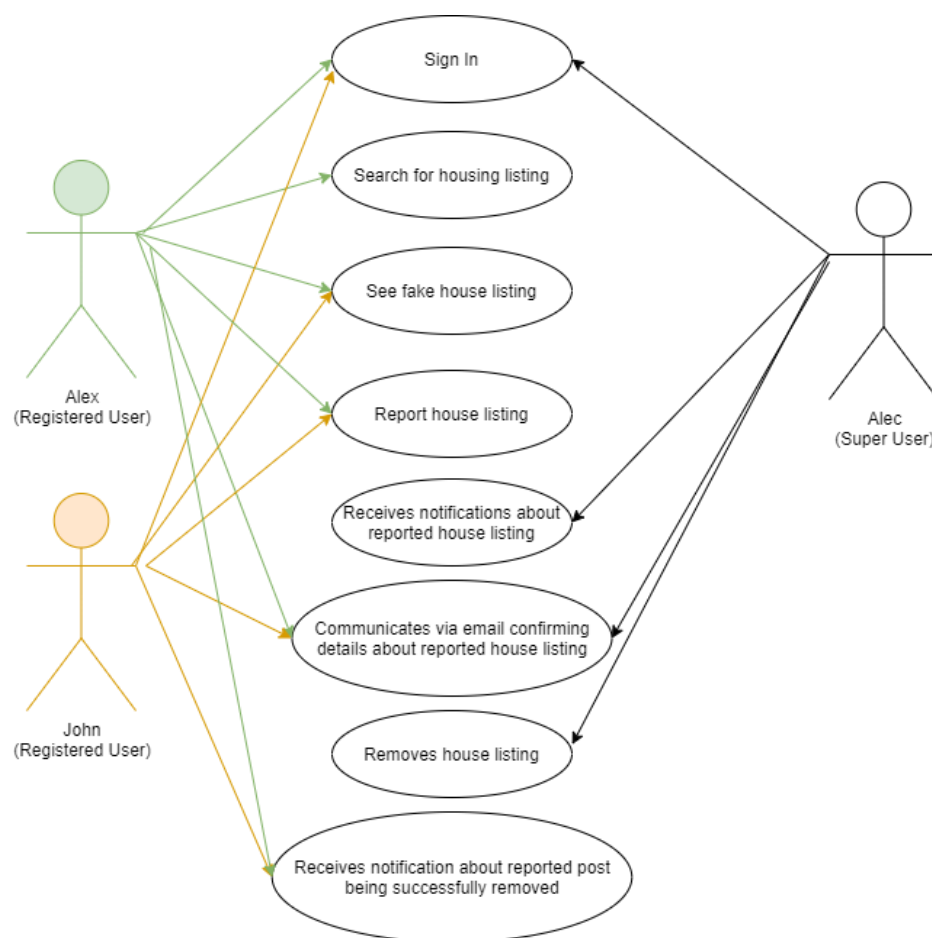 Sign In
Search for housing listing
See fake house listing
Alex
(Registered User)
Report house listing
Alec
(Super User)
Receives notifications about
reported house listing
Communicates via email confirming
details about reported house listing
John
(Registered User)
Removes house listing
Receives notification about reported post
being successfully removed